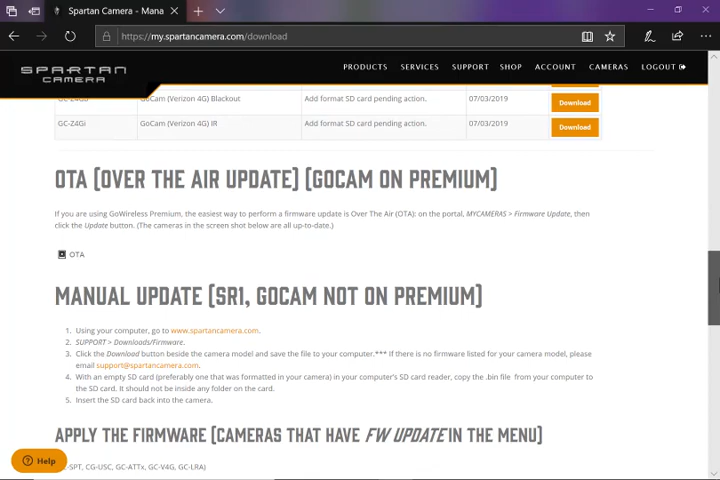 Spartan Camera - Mana
https://my.spartancamera.com/download
SPARTAN
CAMERA
PRODUCTS SERVICES SUPPORT SHOP ACCOUNT CAMERAS LOGOUT
GoCam (Verizon 4G) Blackout Add format SD card pending action. 07/03/2019 Download
GC-Z4Gi GoCam (Verizon 4G) IR Add format SD card pending action. 07/03/2019 Download
OTA [OVER THE AIR UPDATE] [GOCAM ON PREMIUM]
If you are using GoWireless Premium, the easiest way to perform a firmware update is Over The Air (OTA): on the portal, MYCAMERAS > Firmware Update, then
click the Update button. (The cameras in the screen shot below are all up-to-date.)
OTA
MANUAL UPDATE [SR1, GOCAM NOT ON PREMIUM]
1. Using your computer, go to www.spartancamera.com.
2. SUPPORT > Downloads/Firmware.
3. Click the Download button beside the camera model and save the file to your computer.*** If there is no firmware listed for your camera model, please
email support@spartancamera.com.
4. With an empty SD card (preferably one that was formatted in your camera) in your computer's SD card reader, copy the .bin file from your computer to
the SD card. It should not be inside any folder on the card.
5. Insert the SD card back into the camera.
APPLY THE FIRMWARE [CAMERAS THAT HAVE FW UPDATE IN THE MENU]
-SPT, CG-USC, GC-ATTx, GC-V4G, GC-LRA)
Help